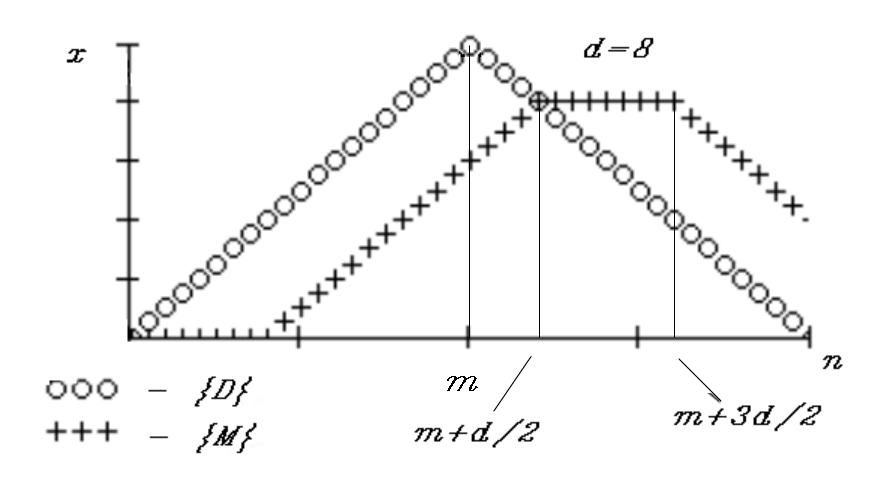 x
d=8
n
m
ooo – {D}
m+d/2
m+3d/2
+++ – {M}